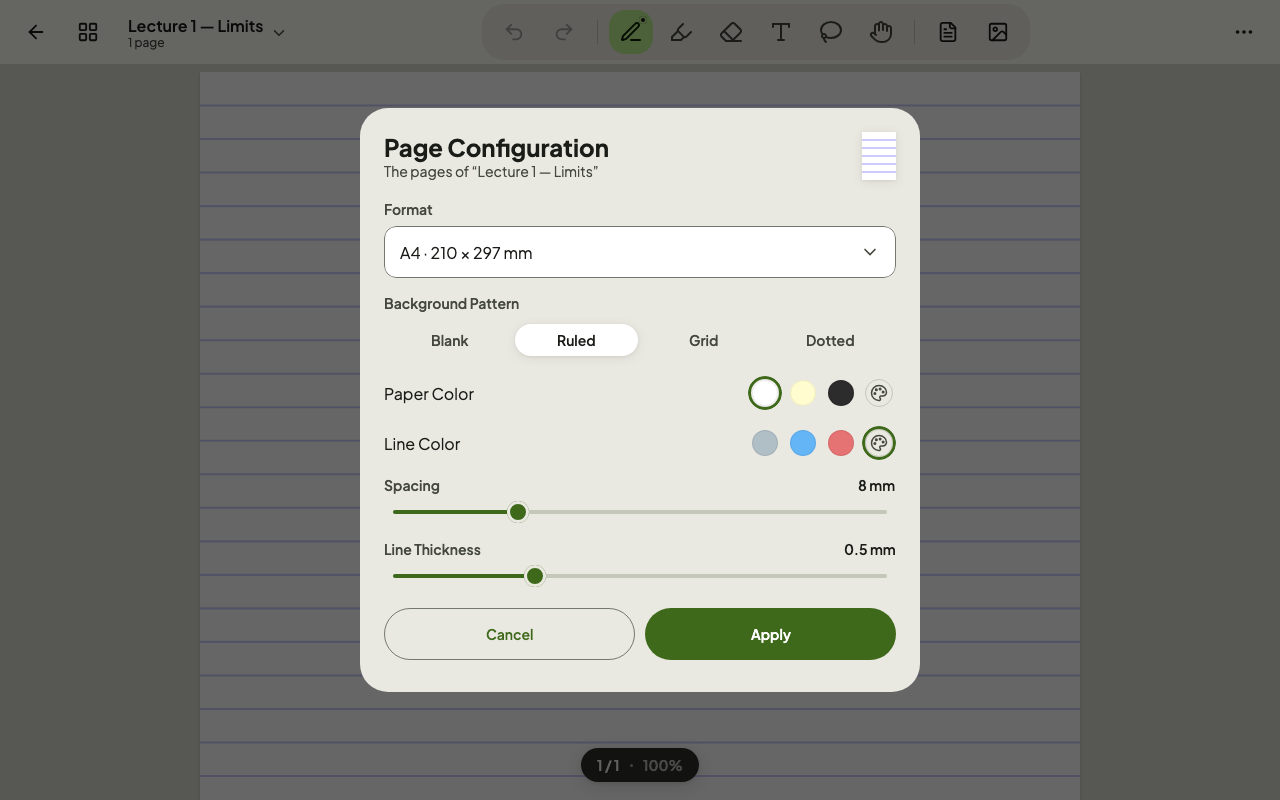 Lecture 1 — Limits
1 page
Page Configuration
The pages of “Lecture 1 — Limits”
Format
A4 · 210 × 297 mm
Background Pattern
Blank
Ruled
Grid
Dotted
Paper Color
Line Color
Spacing
8 mm
Line Thickness
0.5 mm
Cancel
Apply
1 / 1 · 100%